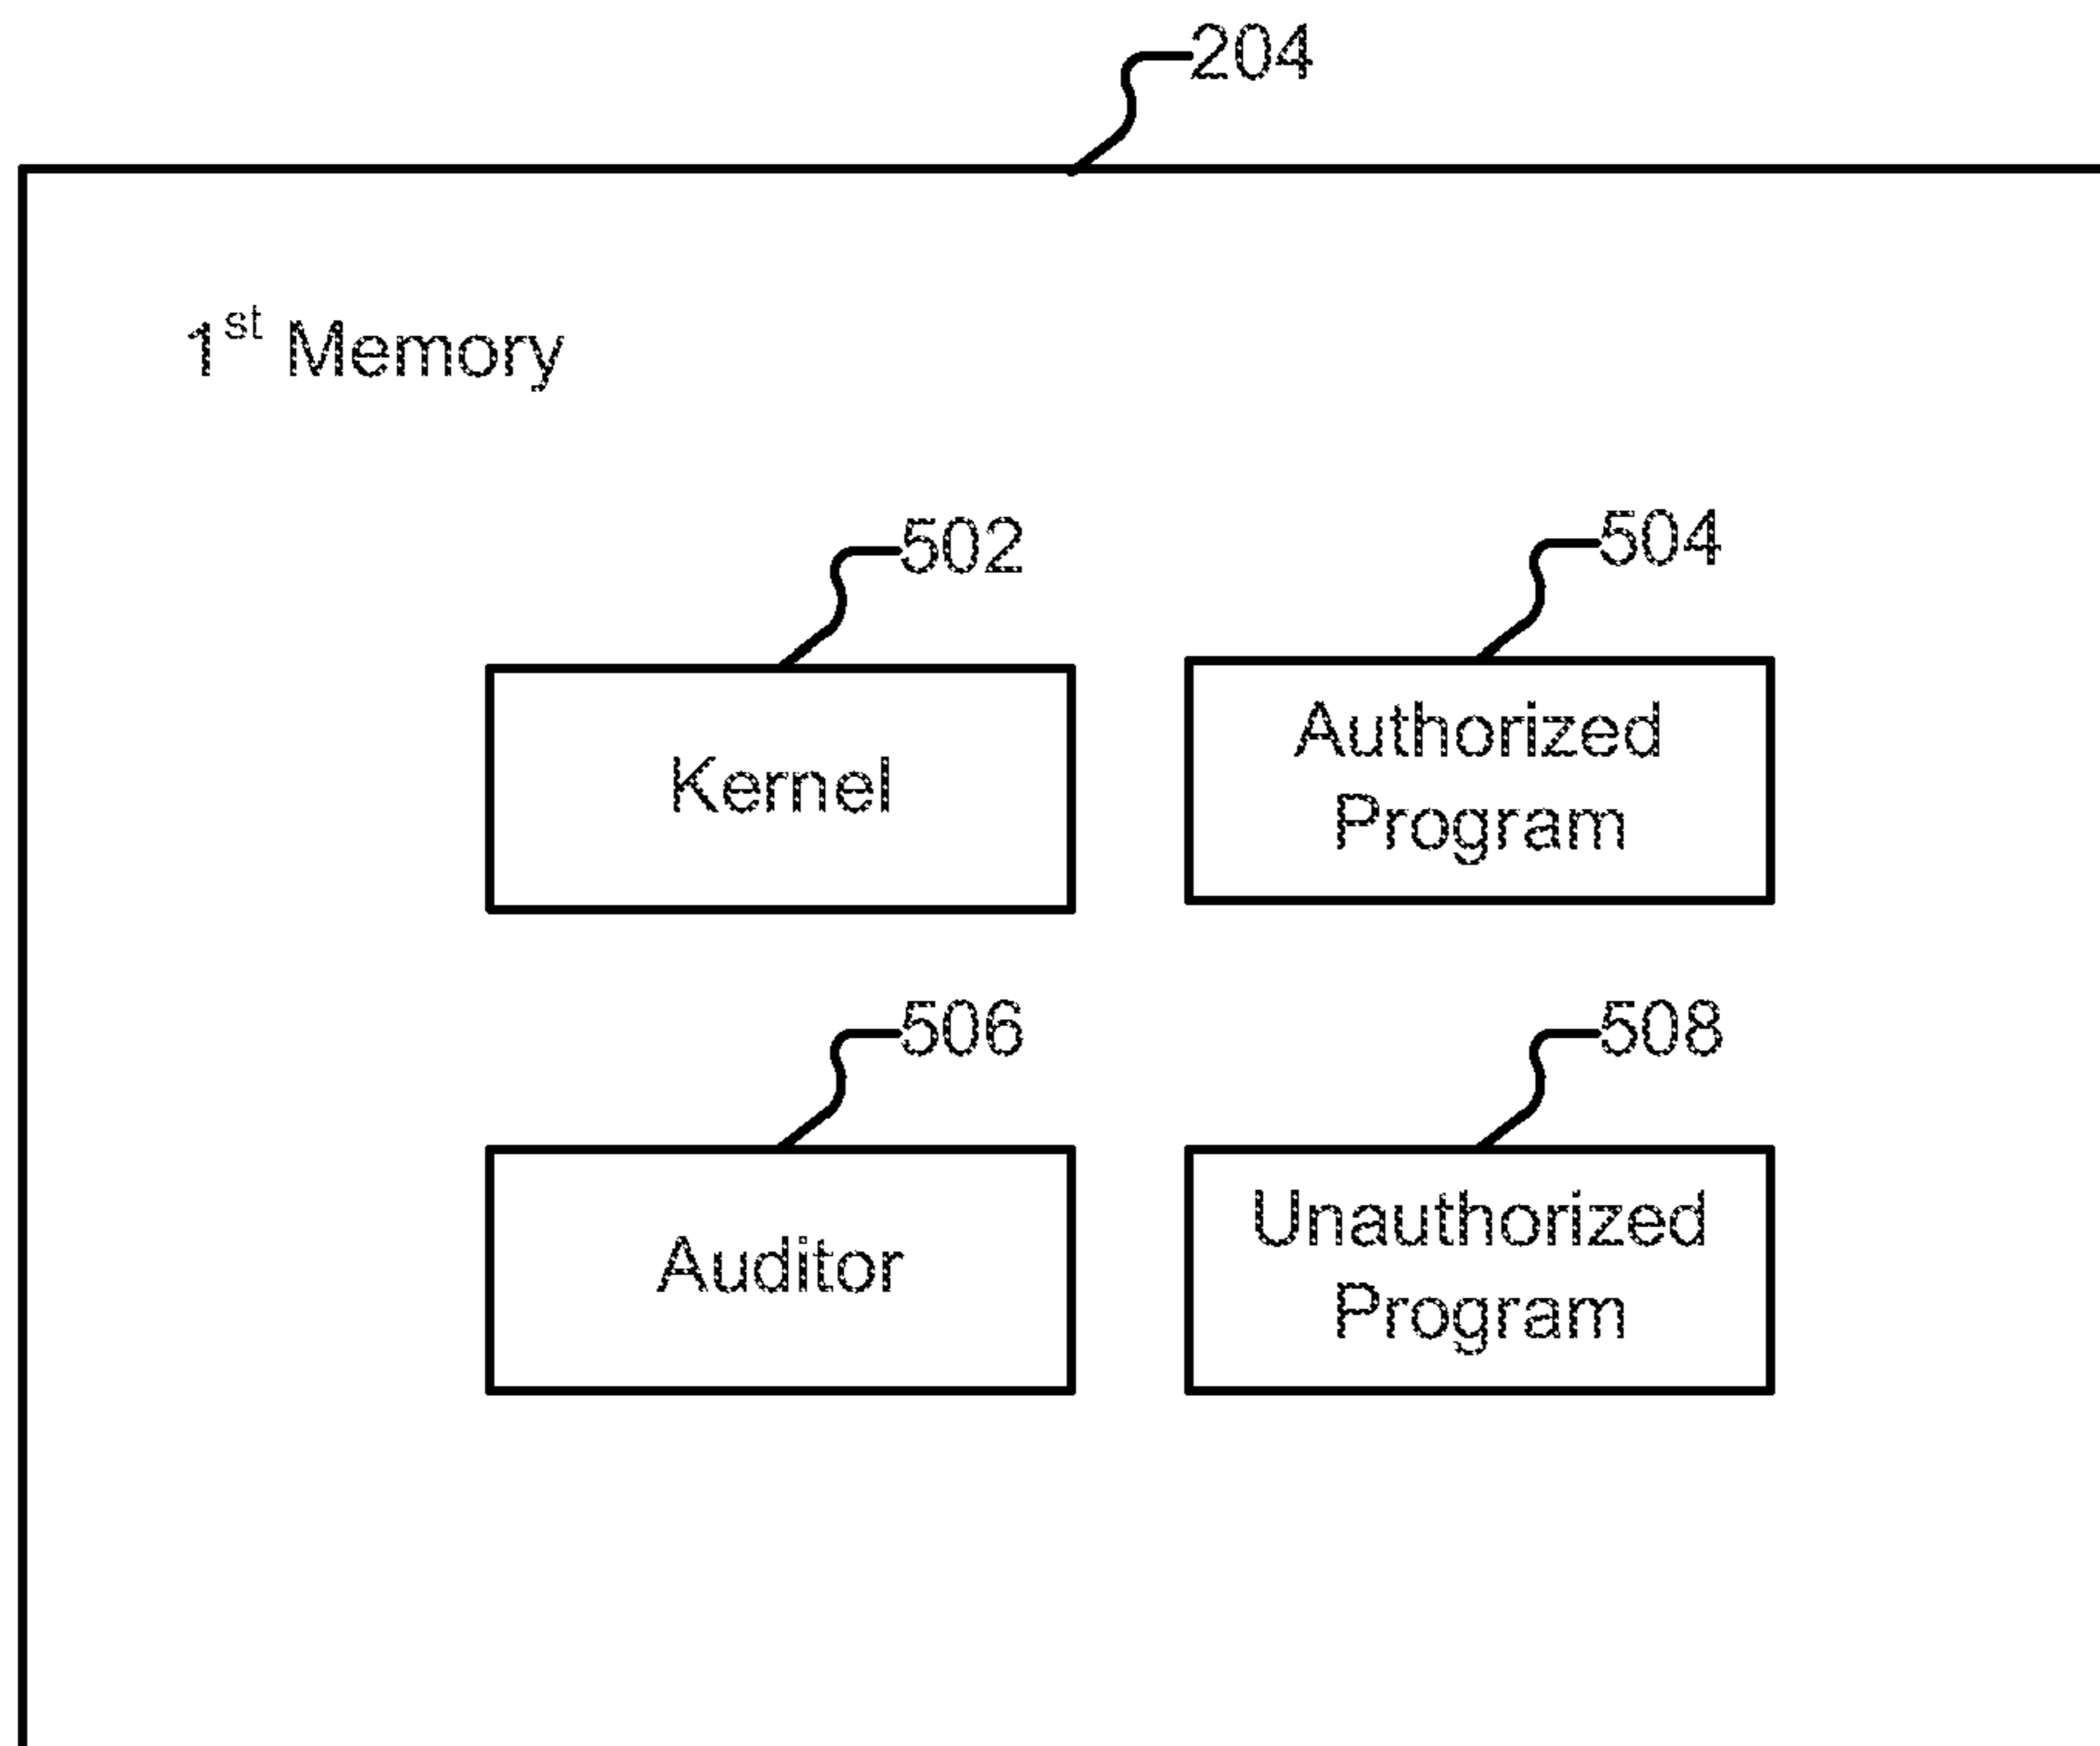 204
1st Memory
502
504
Kernel
Authorized
Program
506
508
Auditor
Unauthorized
Program